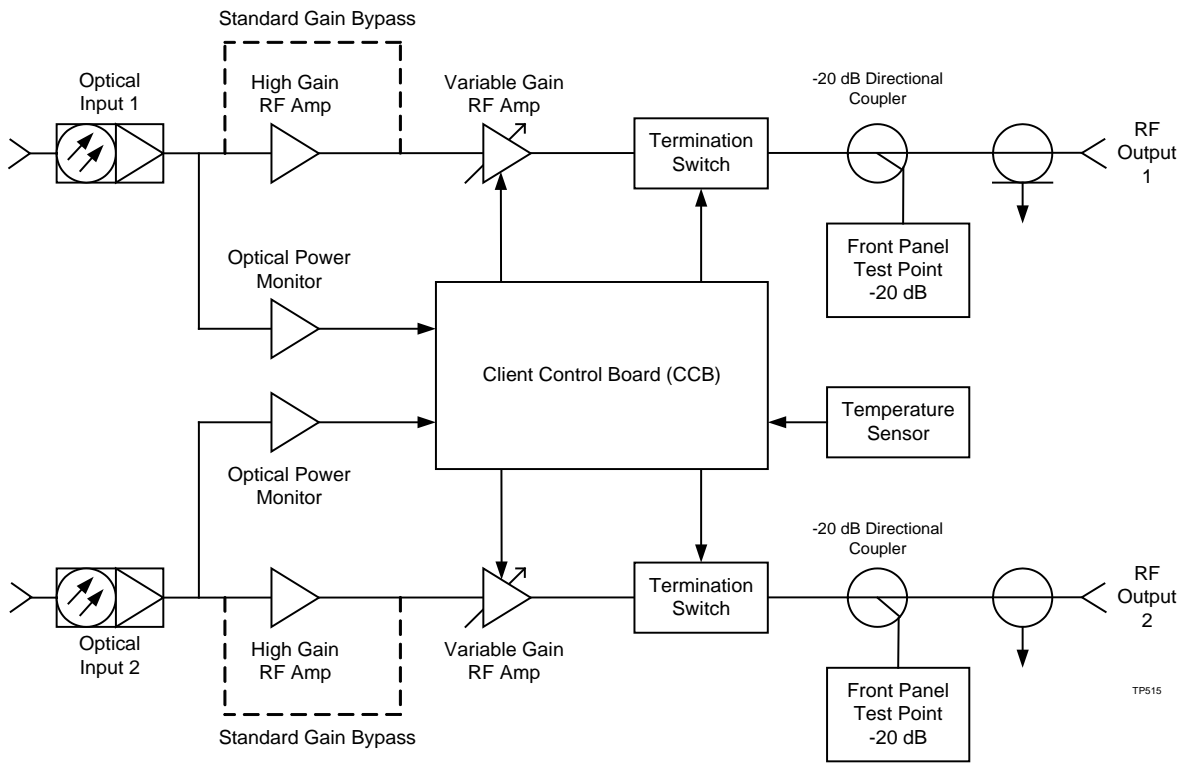 Standard Gain Bypass
Optical
Input 1
High Gain
RF Amp
Variable Gain
RF Amp
Termination
Switch
-20 dB Directional
Coupler
RF
Output
1
Front Panel
Test Point
-20 dB
Optical Power
Monitor
Client Control Board (CCB)
Temperature
Sensor
Optical Power
Monitor
-20 dB Directional
Coupler
Termination
Switch
RF
Output
2
Optical
Input 2
High Gain
RF Amp
Variable Gain
RF Amp
Front Panel
Test Point
-20 dB
TP515
Standard Gain Bypass